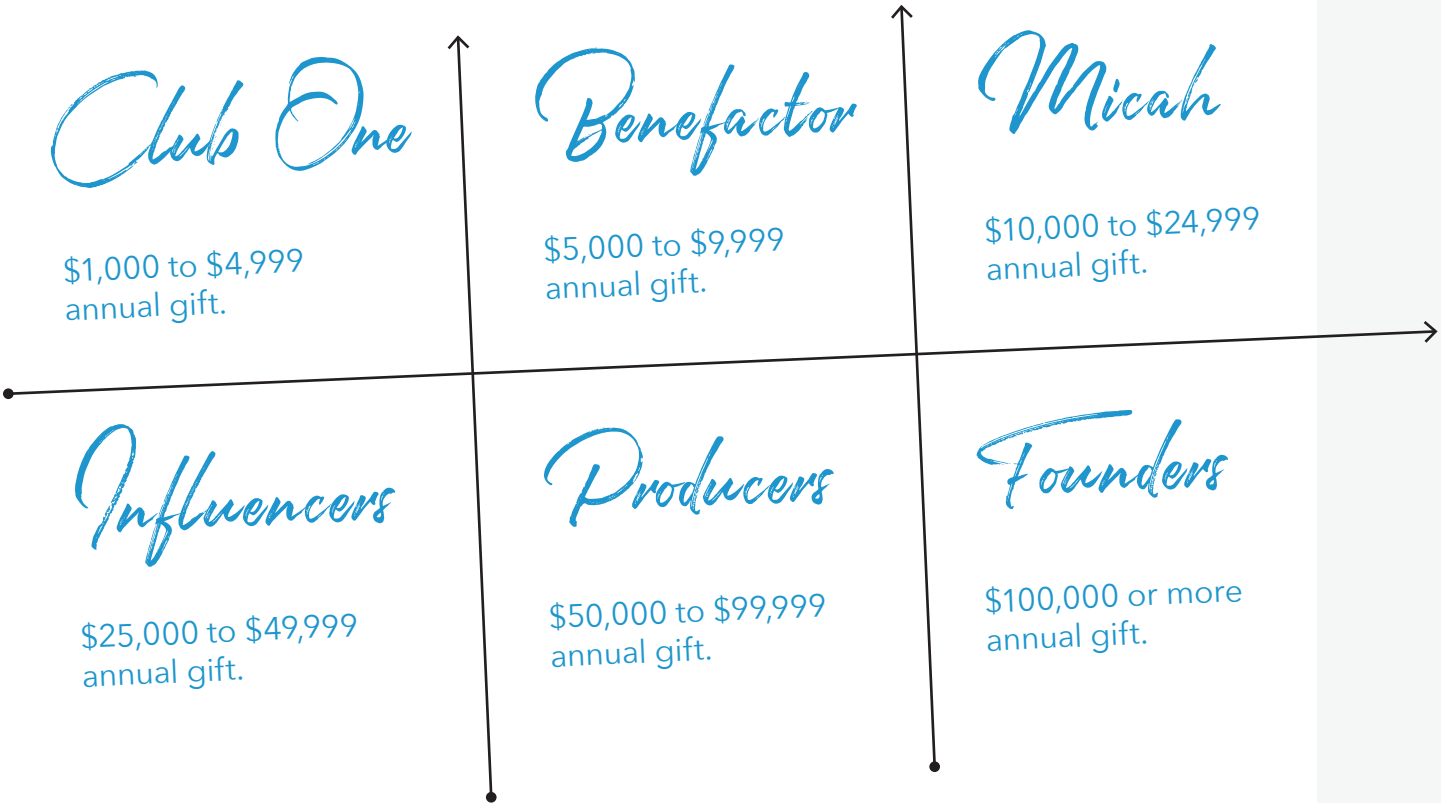 Club One
$1,000 to $4,999
annual gift.
Benefactor
$5,000 to $9,999
annual gift.
Micah
$10,000 to $24,999
annual gift.
Influencers
$25,000 to $49,999
annual gift.
Producers
$50,000 to $99,999
annual gift.
Founders
$100,000 or more
annual gift.